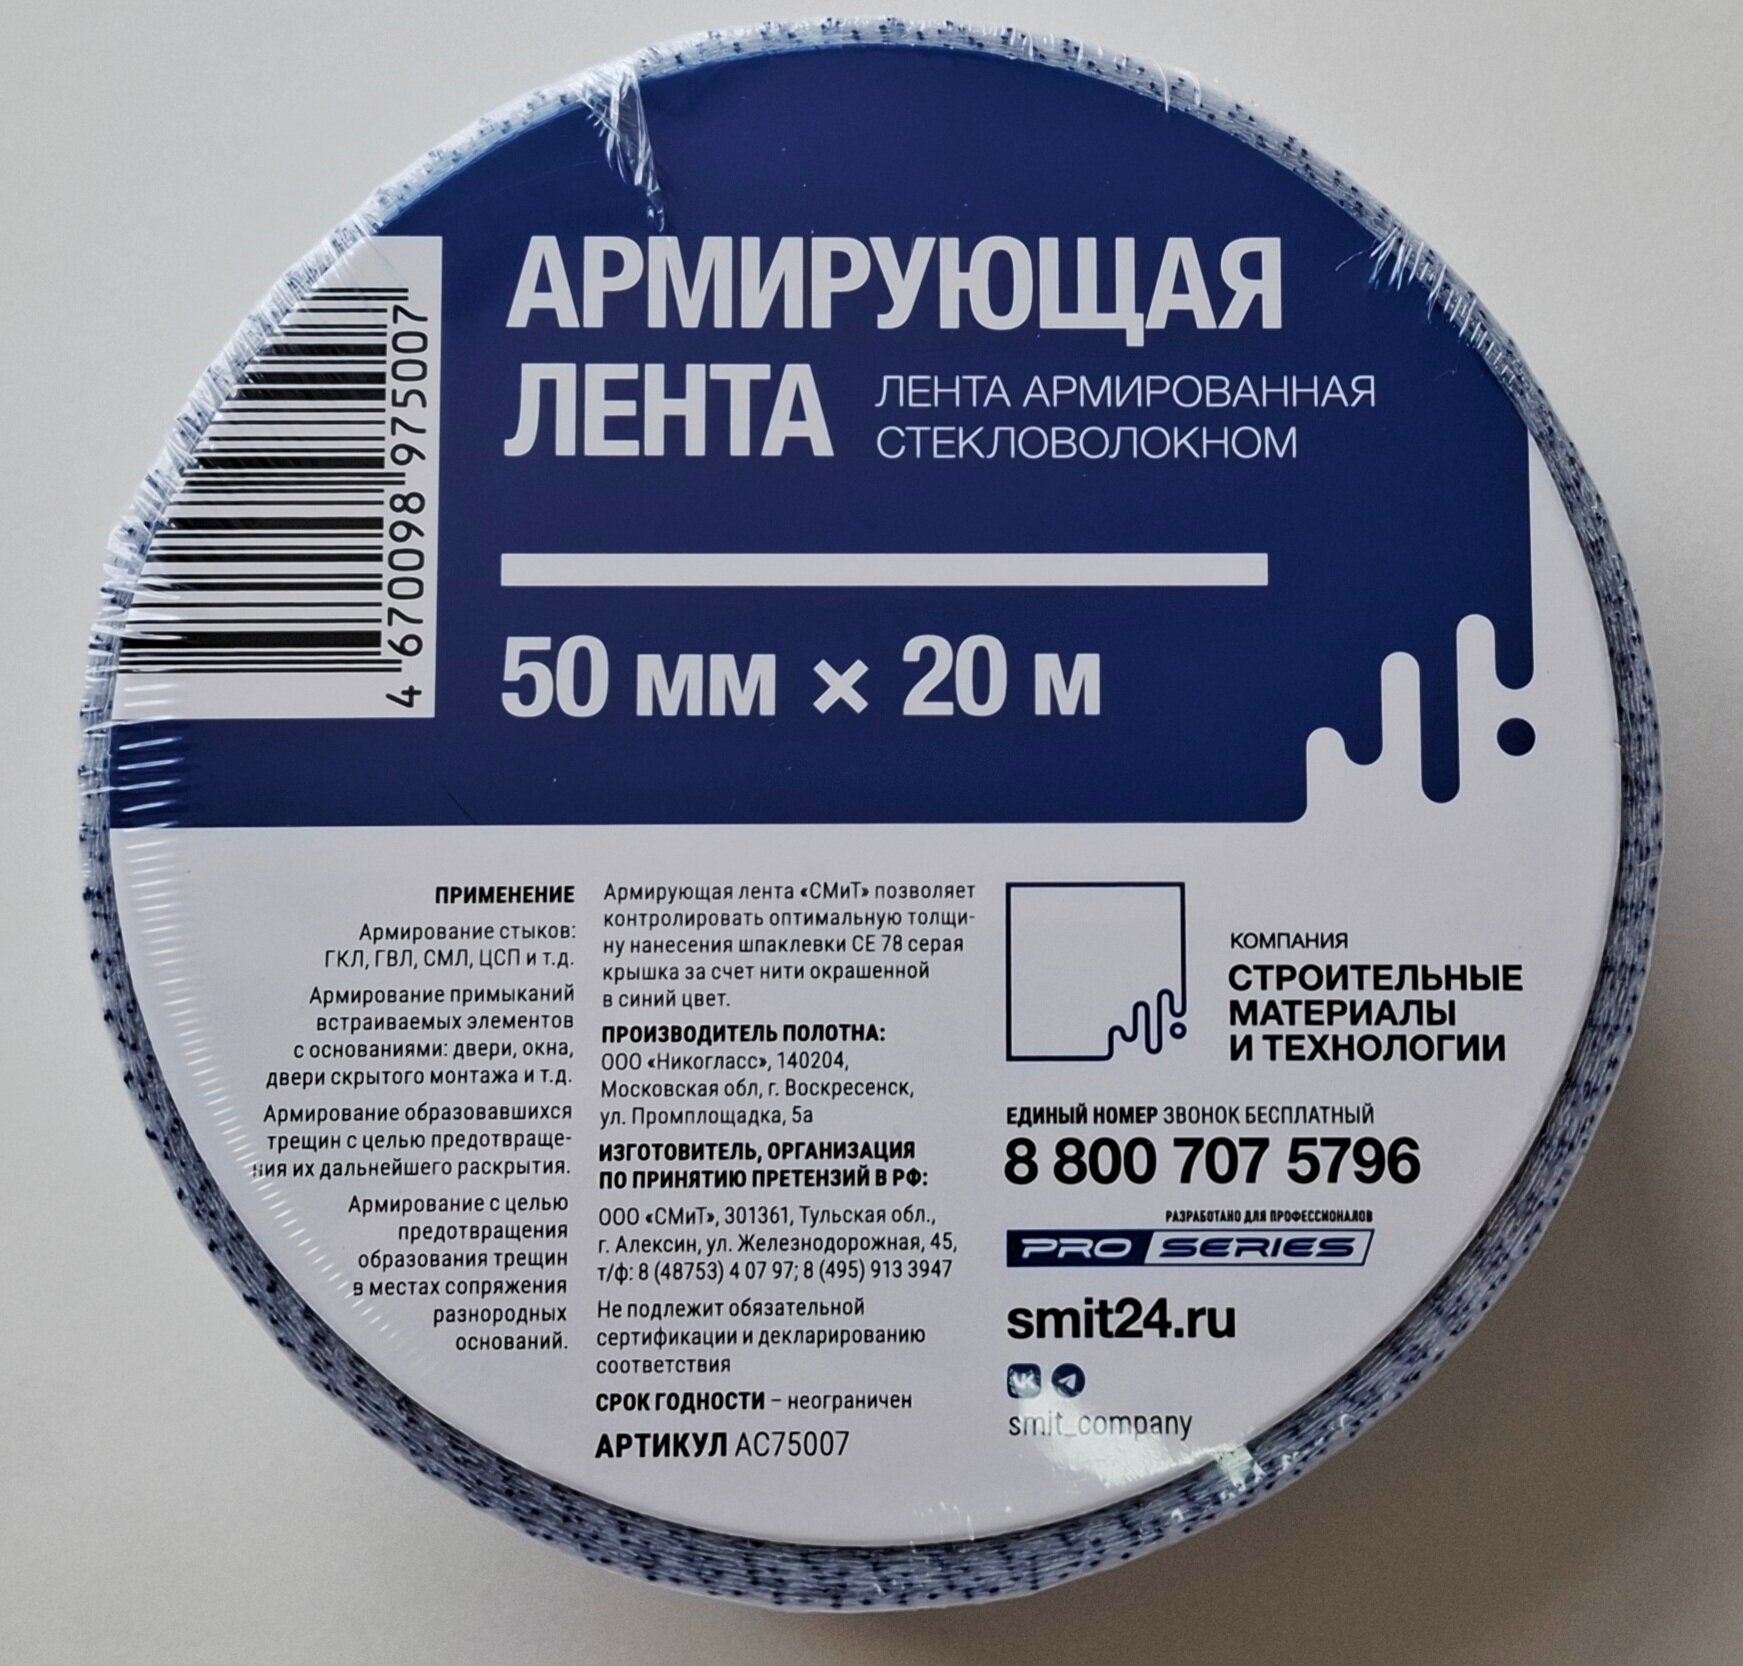 АРМИРУЮЩАЯ
ЛЕНТА
ЛЕНТА АРМИРОВАННАЯ
СТЕКЛОВОЛОКНОМ
50 мм × 20 м
4 670098 975007
ПРИМЕНЕНИЕ
Армирование стыков:
ГКЛ, ГВЛ, СМЛ, ЦСП и т.д.
Армирование примыканий
встраиваемых элементов
с основаниями: двери, окна,
двери скрытого монтажа и т.д.
Армирование образовавшихся
трещин с целью предотвраще-
ния их дальнейшего раскрытия.
Армирование с целью
предотвращения
образования трещин
в местах сопряжения
разнородных
оснований.
Армирующая лента «СМиТ» позволяет
контролировать оптимальную толщи-
ну нанесения шпаклевки СЕ 78 серая
крышка за счет нити окрашенной
в синий цвет.
ПРОИЗВОДИТЕЛЬ ПОЛОТНА:
ООО «Никогласс», 140204,
Московская обл, г. Воскресенск,
ул. Промплощадка, 5а
ИЗГОТОВИТЕЛЬ, ОРГАНИЗАЦИЯ
ПО ПРИНЯТИЮ ПРЕТЕНЗИЙ В РФ:
ООО «СМиТ», 301361, Тульская обл.,
г. Алексин, ул. Железнодорожная, 45,
т/ф: 8 (48753) 4 07 97; 8 (495) 913 3947
Не подлежит обязательной
сертификации и декларированию
соответствия
СРОК ГОДНОСТИ – неограничен
АРТИКУЛ АС75007
КОМПАНИЯ
СТРОИТЕЛЬНЫЕ
МАТЕРИАЛЫ
И ТЕХНОЛОГИИ
ЕДИНЫЙ НОМЕР ЗВОНОК БЕСПЛАТНЫЙ
8 800 707 5796
РАЗРАБОТАНО ДЛЯ ПРОФЕССИОНАЛОВ
PRO SERIES
smit24.ru
smit_company